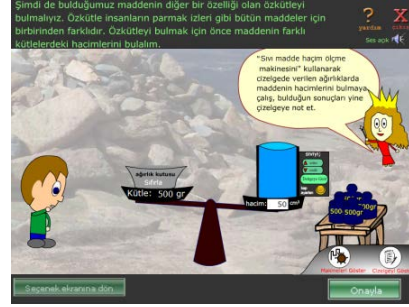 Şimdi de bulduğumuz maddenin diğer bir özelliği olan özkütleyi
bulmalıyız. Özkütle insanların parmak izleri gibi bütün maddeler için
birbirinden farklıdır. Özkütleyi bulmak için önce maddenin farklı
kütlelerdeki hacimlerini bulalım.
?
X
yardım
Ses açık
"Sıvı madde hacim ölçme
makinesini" kullanarak
çizelgede verilen ağırlıklarda
maddenin hacimlerini bulmaya
çalış, bulduğun sonuçları yine
çizelgeye not et.
ağırlık kutusu
Sıfırla
Kütle: 500 gr
hacim: 50 cm³
500gr
500gr
Makineleri Göster
Çizelgeyi Göster
Seçenek ekranına dön
Onayla